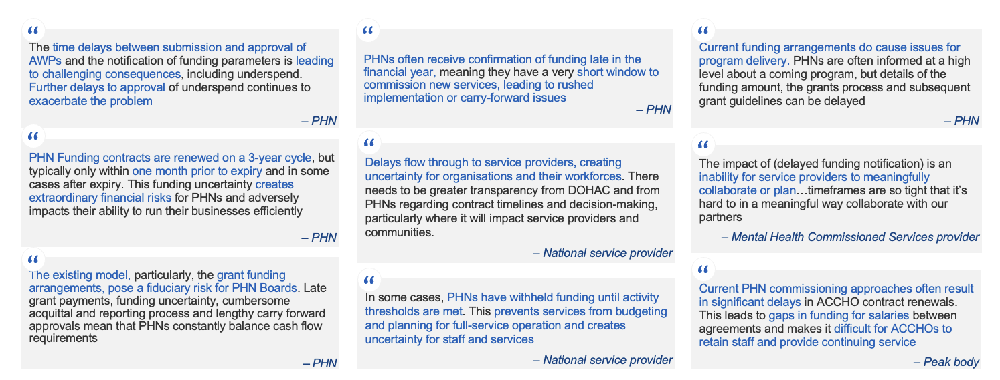 “
The time delays between submission and approval of
AWPs and the notification of funding parameters is leading
to challenging consequences, including underspend.
Further delays to approval of underspend continues to
exacerbate the problem
– PHN
“
PHN Funding contracts are renewed on a 3-year cycle, but
typically only within one month prior to expiry and in some
cases after expiry. This funding uncertainty creates
extraordinary financial risks for PHNs and adversely
impacts their ability to run their businesses efficiently
– PHN
“
The existing model, particularly, the grant funding
arrangements, pose a fiduciary risk for PHN Boards. Late
grant payments, funding uncertainty, cumbersome
acquittal and reporting process and lengthy carry forward
approvals mean that PHNs constantly balance cash flow
requirements
– PHN
“
PHNs often receive confirmation of funding late in the
financial year, meaning they have a very short window to
commission new services, leading to rushed
implementation or carry-forward issues
– PHN
“
Delays flow through to service providers, creating
uncertainty for organisations and their workforces. There
needs to be greater transparency from DOHAC and from
PHNs regarding contract timelines and decision-making,
particularly where it will impact service providers and
communities.
– National service provider
“
In some cases, PHNs have withheld funding until activity
thresholds are met. This prevents services from budgeting
and planning for full-service operation and creates
uncertainty for staff and services
– National service provider
“
Current funding arrangements do cause issues for
program delivery. PHNs are often informed at a high
level about a coming program, but details of the
funding amount, the grants process and subsequent
grant guidelines can be delayed
– PHN
“
The impact of (delayed funding notification) is an
inability for service providers to meaningfully
collaborate or plan…timeframes are so tight that it’s
hard to in a meaningful way collaborate with our
partners
– Mental Health Commissioned Services provider
“
Current PHN commissioning approaches often result
in significant delays in ACCHO contract renewals.
This leads to gaps in funding for salaries between
agreements and makes it difficult for ACCHOs to
retain staff and provide continuing service
– Peak body